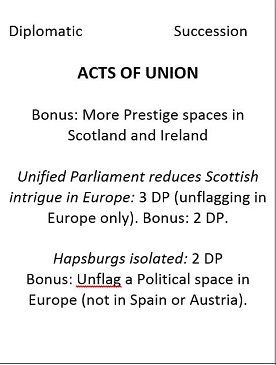 Diplomatic Succession
ACTS OF UNION
Bonus: More Prestige spaces in
Scotland and Ireland
Unified Parliament reduces Scottish
intrigue in Europe: 3 DP (unflagging in
Europe only). Bonus: 2 DP.
Hapsburgs isolated: 2 DP
Bonus: Unflag a Political space in
Europe (not in Spain or Austria).